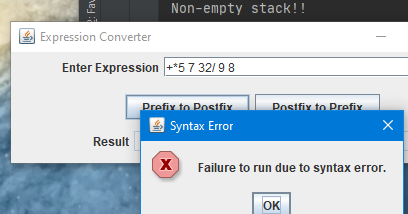 Non-empty stack!!
Expression Converter
Enter Expression +*5 7 32/ 9 8
Prefix to Postfix Postfix to Prefix
Result
Syntax Error
Failure to run due to syntax error.
OK